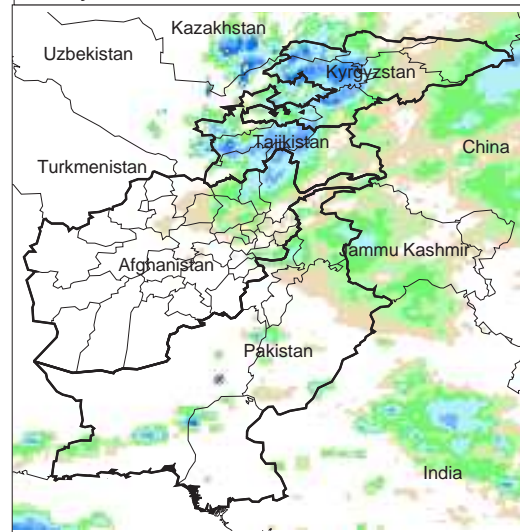 Kazakhstan
Uzbekistan
Kyrgyzstan
Tajikistan
China
Turkmenistan
Jammu Kashmir
Afghanistan
Pakistan
India